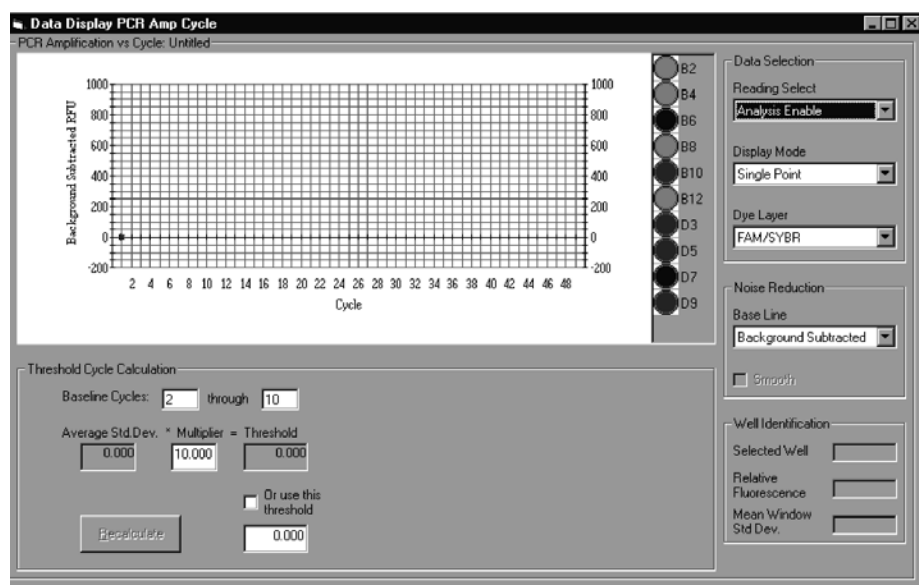 Data Display PCR Amp Cycle
PCR Amplification vs Cycle: Untitled
Background Subtracted RFU
1000
800
600
400
200
0
-200
1000
800
600
400
200
0
-200
2 4 6 8 10 12 14 16 18 20 22 24 26 28 30 32 34 36 38 40 42 44 46 48
Cycle
B2
B4
B6
B8
B10
B12
D3
D5
D7
D9
Data Selection
Reading Select
Analysis Enable
Display Mode
Single Point
Dye Layer
FAM/SYBR
Noise Reduction
Base Line
Background Subtracted
Smooth
Well Identification
Selected Well
Relative
Fluorescence
Mean Window
Std Dev.
Threshold Cycle Calculation
Baseline Cycles: 2 through 10
Average Std.Dev. * Multiplier = Threshold
0.000 10.000 0.000
Or use this
threshold
0.000
Recalculate